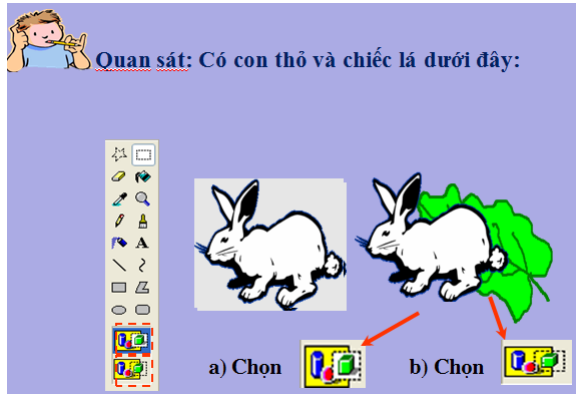 Quan sát: Có con thỏ và chiếc lá dưới đây:
A
a) Chọn
b) Chọn